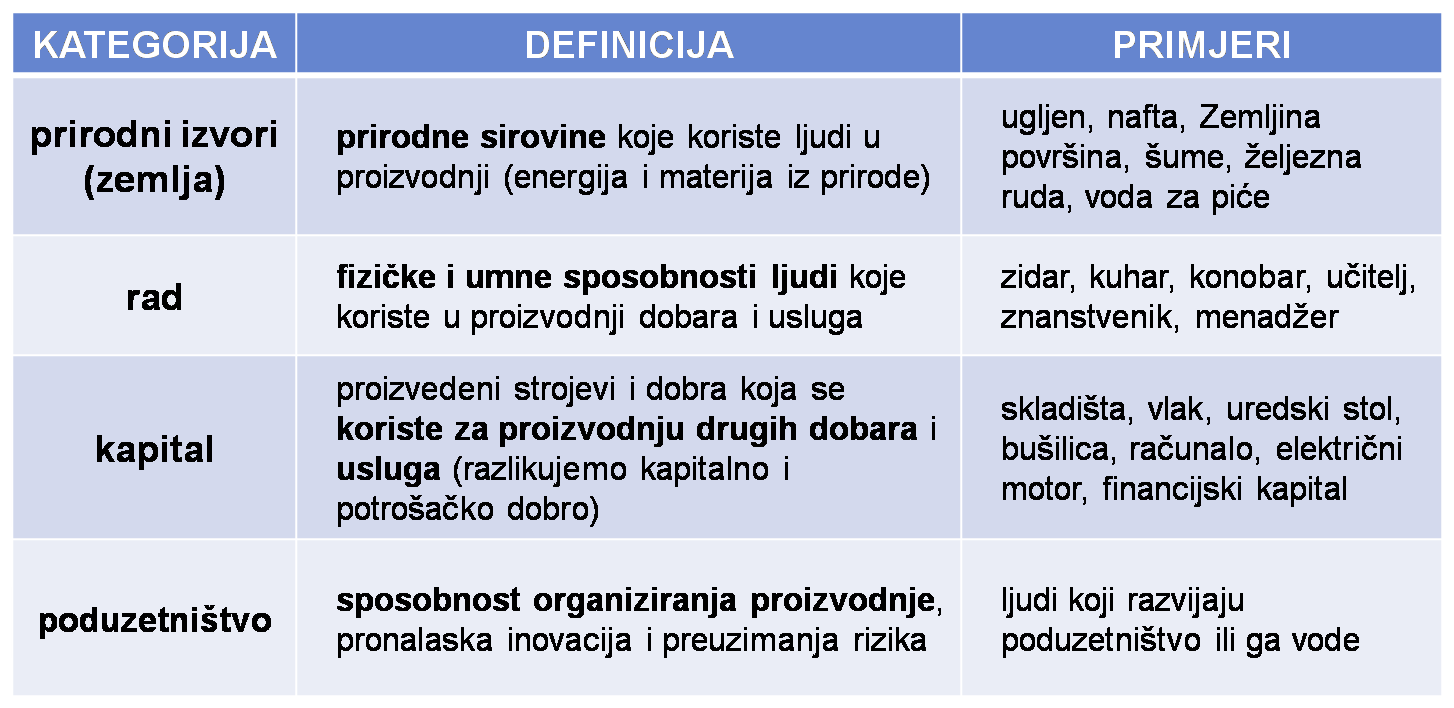 KATEGORIJA
DEFINICIJA
PRIMJERI
prirodni izvori
(zemlja)
prirodne sirovine koje koriste ljudi u
proizvodnji (energija i materija iz prirode)
ugljen, nafta, Zemljina
površina, šume, željezna
ruda, voda za piće
rad
fizičke i umne sposobnosti ljudi koje
koriste u proizvodnji dobara i usluga
zidar, kuhar, konobar, učitelj,
znanstvenik, menadžer
kapital
proizvedeni strojevi i dobra koja se
koriste za proizvodnju drugih dobara i
usluga (razlikujemo kapitalno i
potrošačko dobro)
skladišta, vlak, uredski stol,
bušilica, računalo, električni
motor, financijski kapital
poduzetništvo
sposobnost organiziranja proizvodnje,
pronalaska inovacija i preuzimanja rizika
ljudi koji razvijaju
poduzetništvo ili ga vode